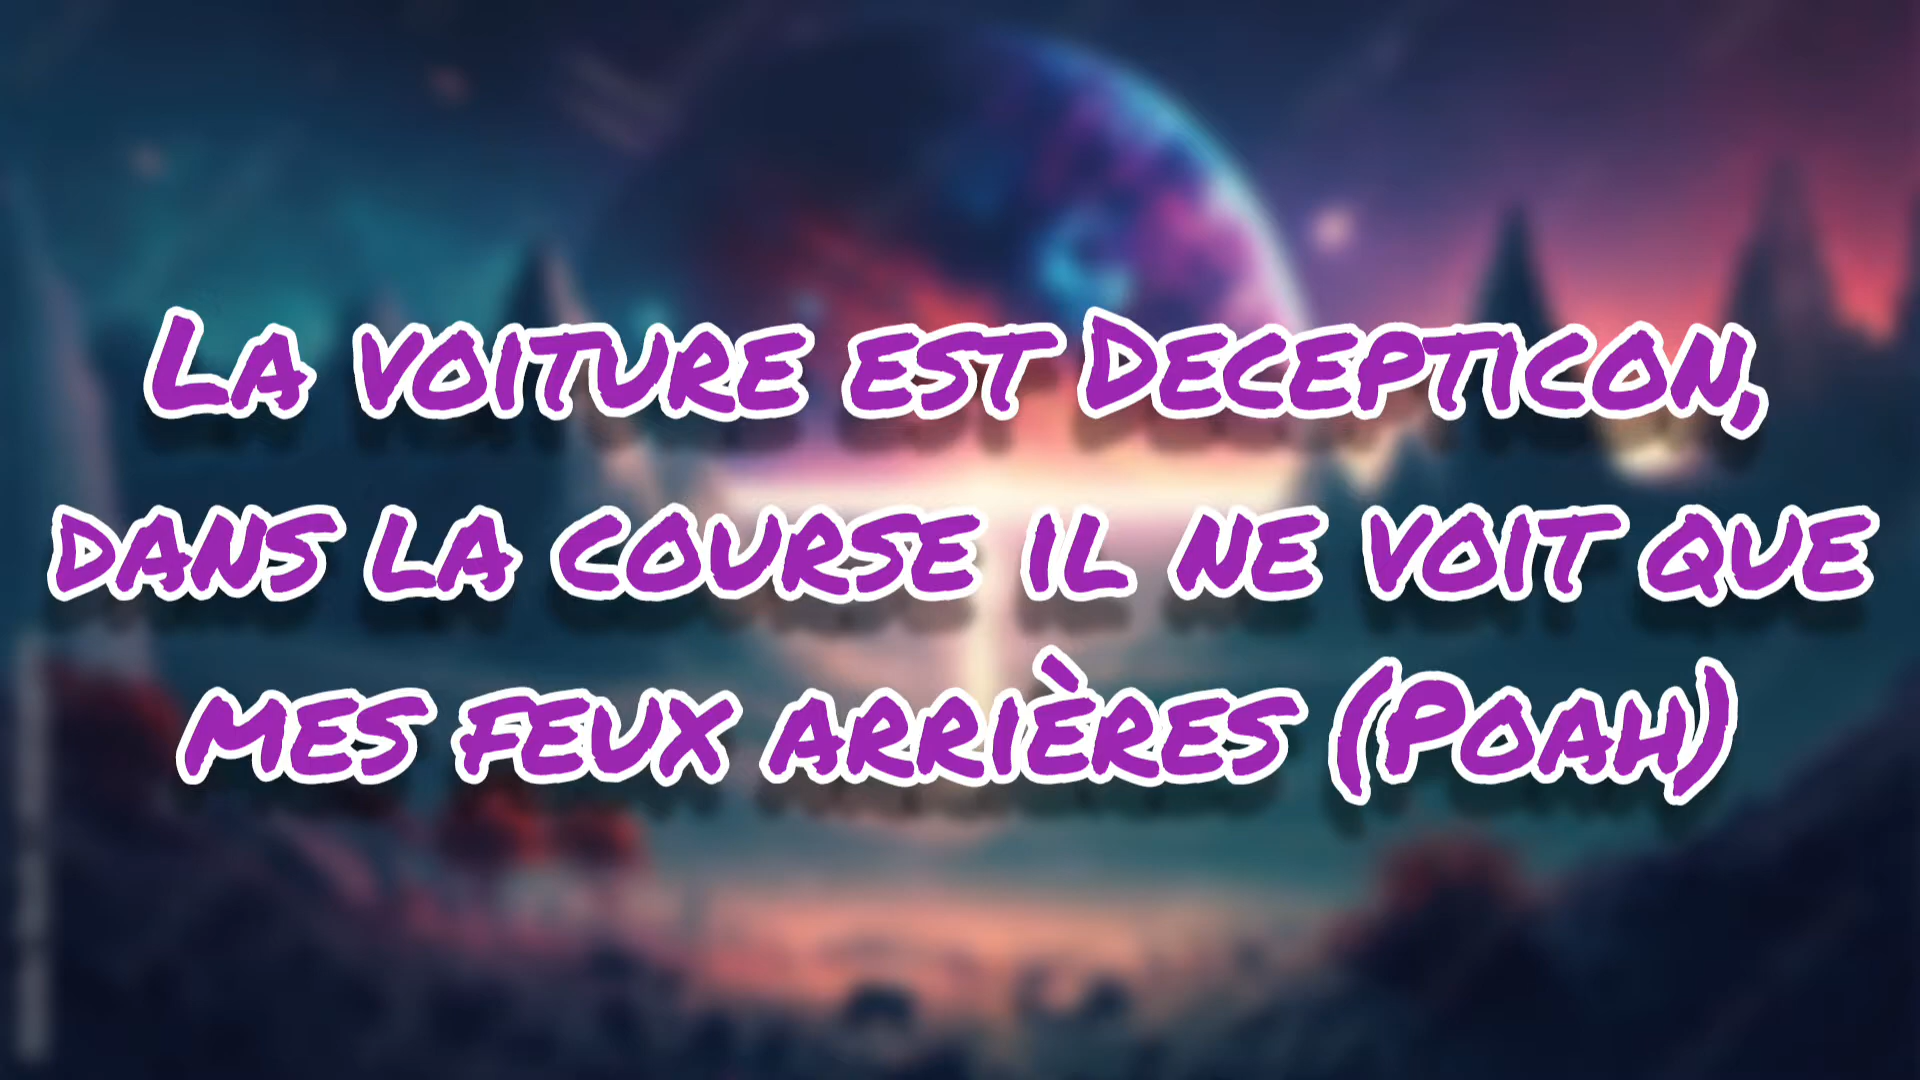 La voiture est Decepticon,
dans la course il ne voit que
mes feux arrières (Poah)